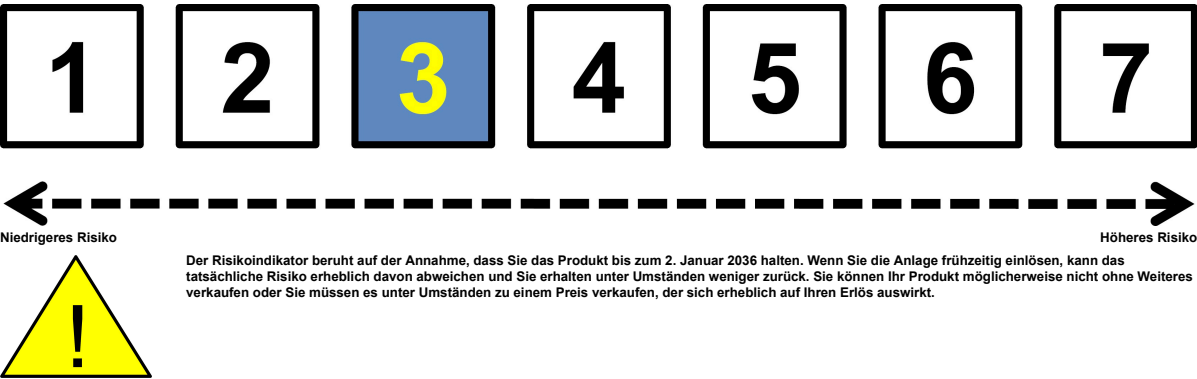 1 2 3 4 5 6 7
Niedrigeres Risiko Höheres Risiko
Der Risikoindikator beruht auf der Annahme, dass Sie das Produkt bis zum 2. Januar 2036 halten. Wenn Sie die Anlage frühzeitig einlösen, kann das
tatsächliche Risiko erheblich davon abweichen und Sie erhalten unter Umständen weniger zurück. Sie können Ihr Produkt möglicherweise nicht ohne Weiteres
verkaufen oder Sie müssen es unter Umständen zu einem Preis verkaufen, der sich erheblich auf Ihren Erlös auswirkt.
!